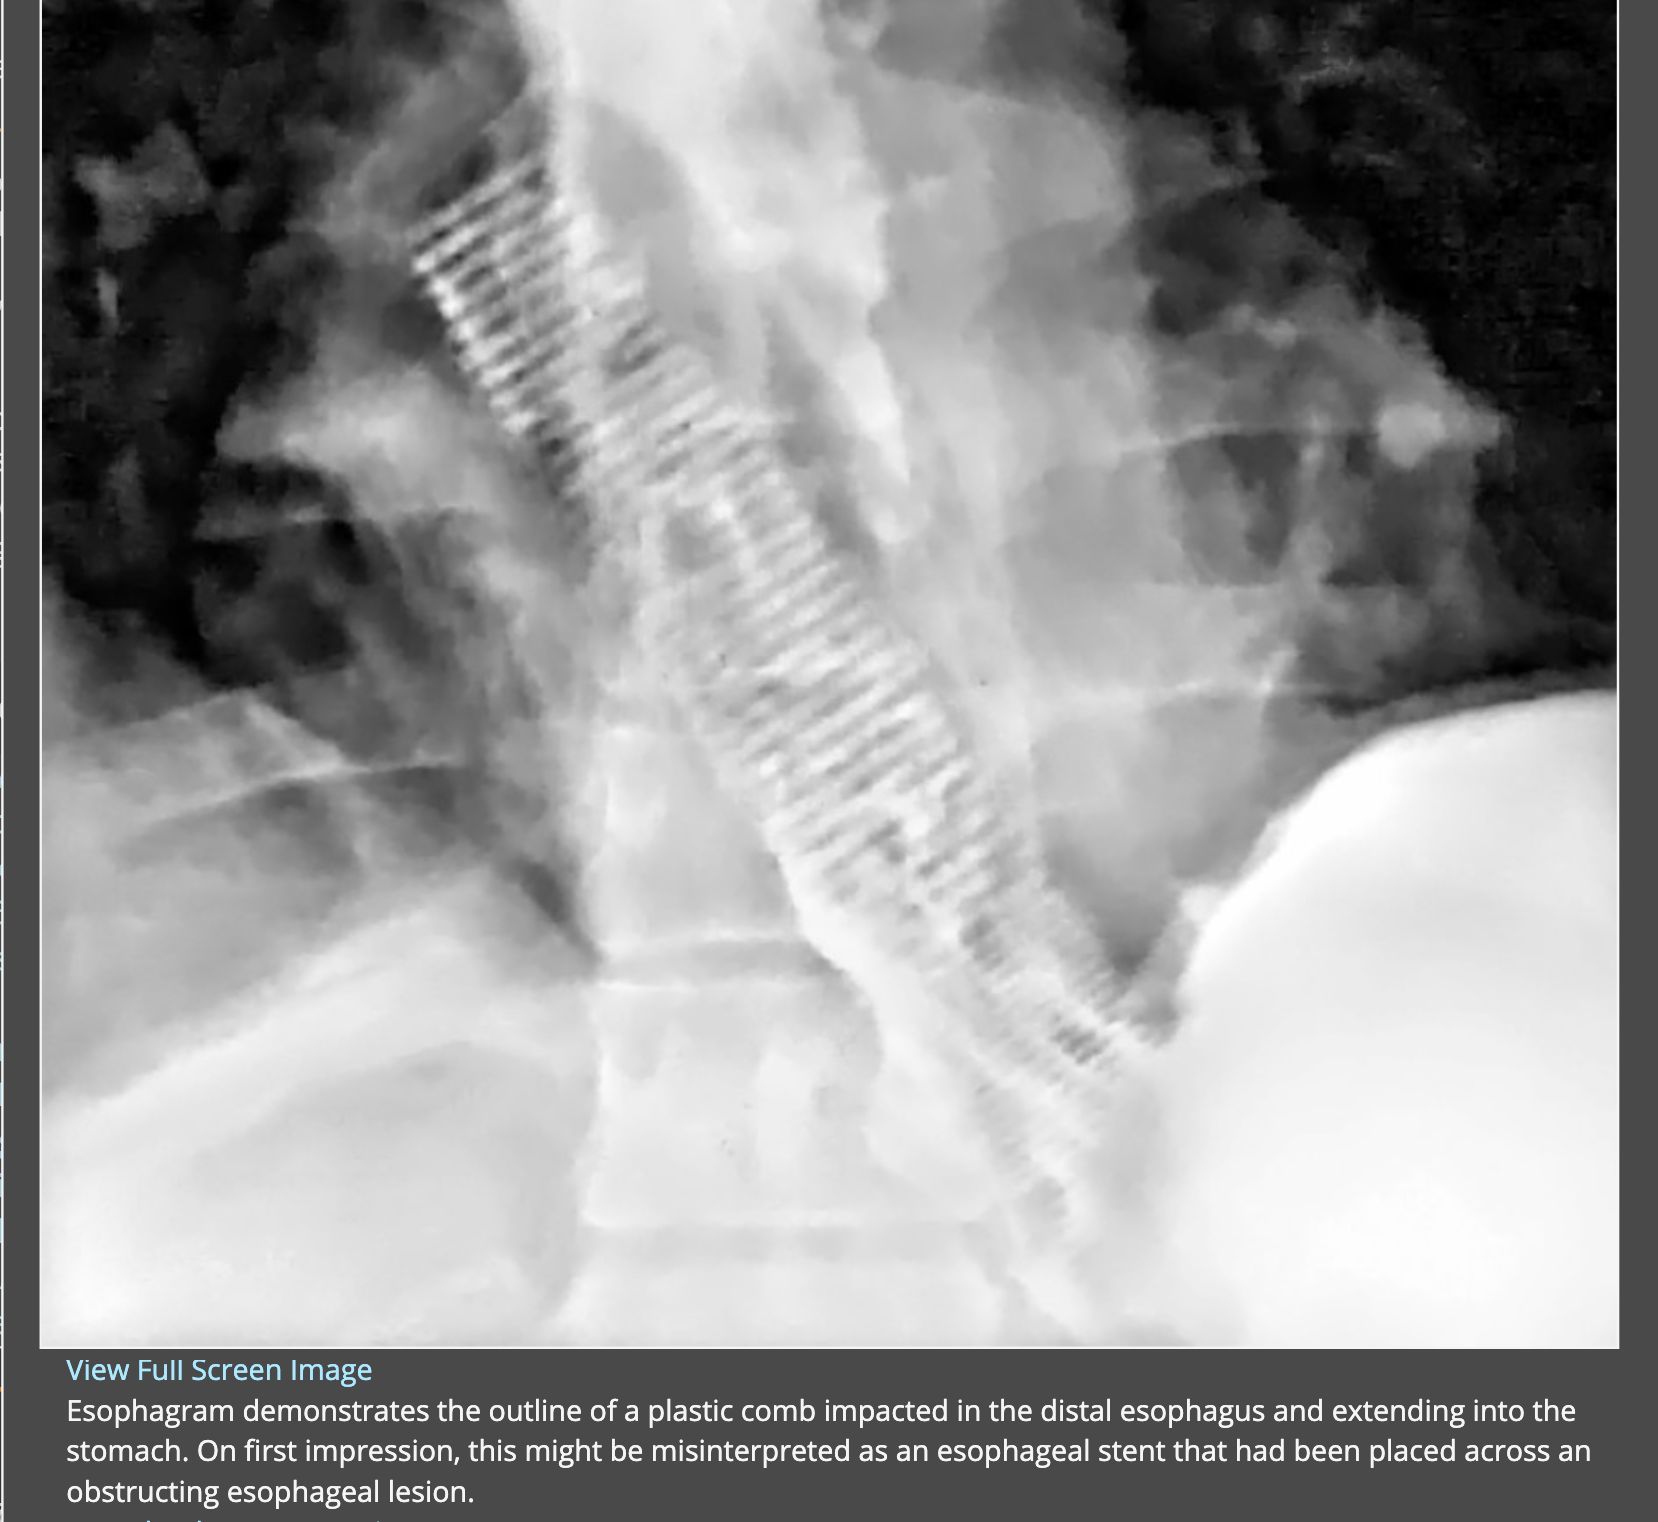 View Full Screen Image
Esophagram demonstrates the outline of a plastic comb impacted in the distal esophagus and extending into the
stomach. On first impression, this might be misinterpreted as an esophageal stent that had been placed across an
obstructing esophageal lesion.